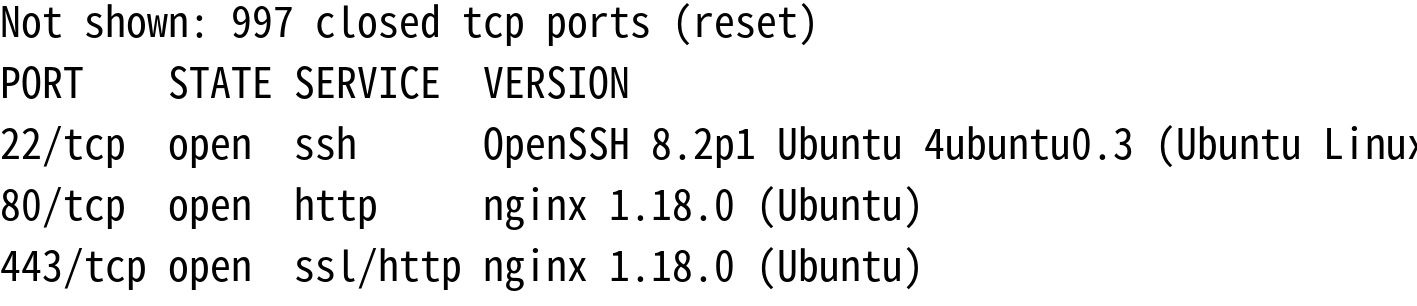 Not shown: 997 closed tcp ports (reset)
PORT    STATE SERVICE  VERSION
22/tcp  open  ssh      OpenSSH 8.2p1 Ubuntu 4ubuntu0.3 (Ubuntu Linux
80/tcp  open  http     nginx 1.18.0 (Ubuntu)
443/tcp open  ssl/http nginx 1.18.0 (Ubuntu)